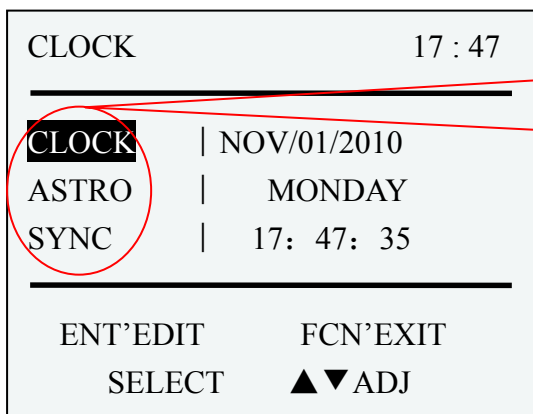 CLOCK 17 : 47
CLOCK | NOV/01/2010
ASTRO | MONDAY
SYNC | 17：47：35
ENT’EDIT FCN’EXIT
SELECT ▲▼ADJ